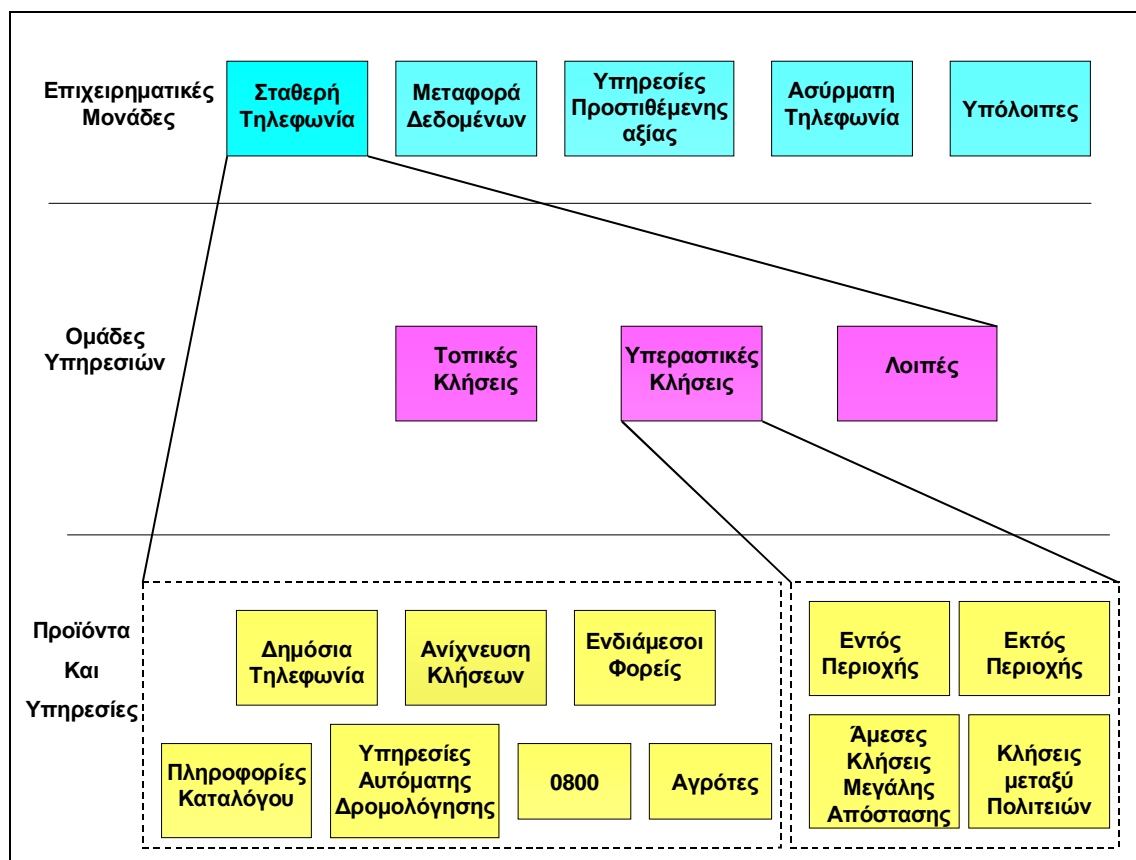 Επιχειρηματικές
Μονάδες
Σταθερή
Τηλεφωνία
Μεταφορά
Δεδομένων
Υπηρεσίες
Προστιθέμενης
αξίας
Ασύρματη
Τηλεφωνία
Υπόλοιπες
Ομάδες
Υπηρεσιών
Τοπικές
Κλήσεις
Υπεραστικές
Κλήσεις
Λοιπές
Προϊόντα
Και
Υπηρεσίες
Δημόσια
Τηλεφωνία
Ανίχνευση
Κλήσεων
Ενδιάμεσοι
Φορείς
Πληροφορίες
Καταλόγου
Υπηρεσίες
Αυτόματης
Δρομολόγησης
0800
Αγρότες
Εντός
Περιοχής
Εκτός
Περιοχής
Άμεσες
Κλήσεις
Μεγάλης
Απόστασης
Κλήσεις
μεταξύ
Πολιτειών